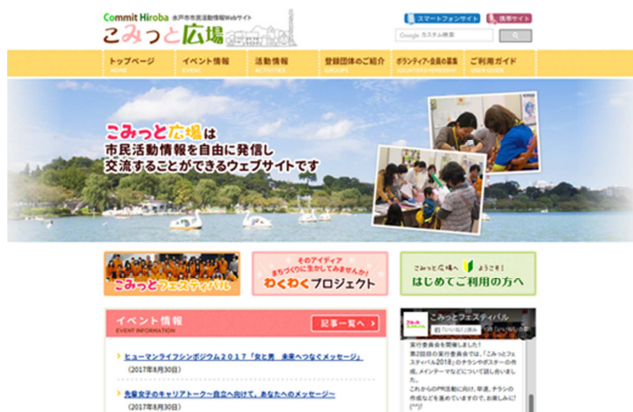 Commit Hiroba 水戸市市民活動情報Webサイト
こみっと広場
スマートフォンサイト
携帯サイト
Google カスタム検索
トップページ
HOME
イベント情報
EVENT
活動情報
ACTIVITIES
登録団体のご紹介
GROUPS
ボランティア・会員の募集
ご利用ガイド
USER GUIDE
こみっと広場は
市民活動情報を自由に発信し
交流することができるウェブサイトです
こみっとフェスティバル
そのアイディア
まちづくりに生かしてみませんか!
わくわくプロジェクト
こみっと広場へ ようこそ!
はじめてご利用の方へ
イベント情報
EVENT INFORMATION
記事一覧へ
ヒューマンライフシンポジウム2017「女と男 未来へつなぐメッセージ」
(2017年8月30日)
先輩女子のキャリアトーク~自立へ向けて、あなたへのメッセージ~
(2017年8月30日)
こみっとフェスティバル
実行委員会を開催しました!
第2回目の実行委員会では、「こみっとフェ
スティバル2018」のチラシやポスターの作
成、メインテーマなどについて話し合いまし
た。
これからのPR活動に向け、早速、チラシの
作成などを進めていますので、お楽しみに!
(^^)/